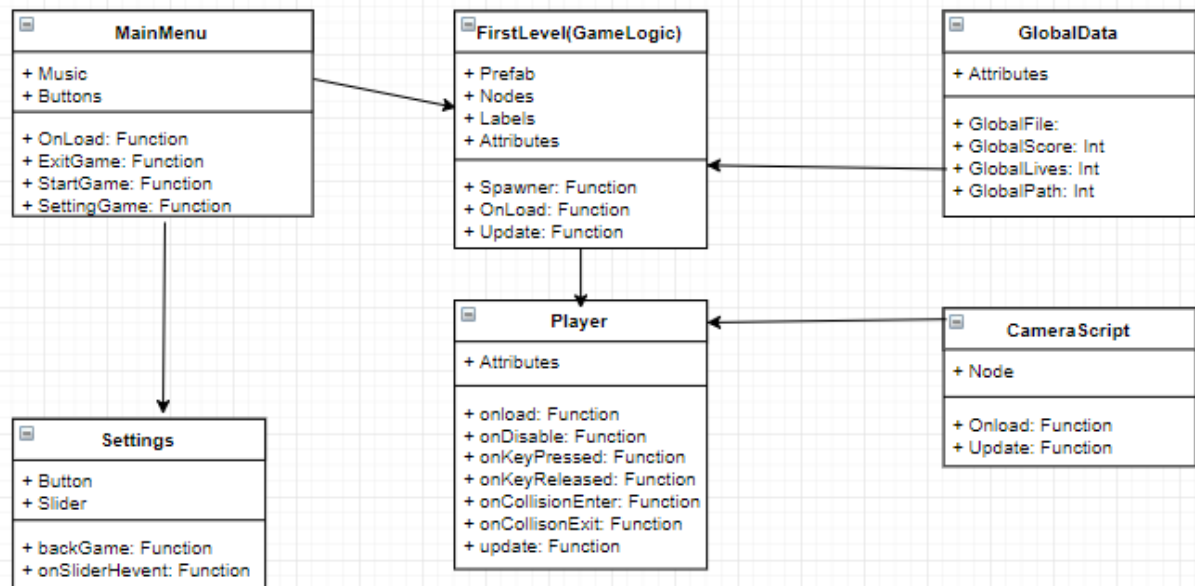 MainMenu
+ Music
+ Buttons
+ OnLoad: Function
+ ExitGame: Function
+ StartGame: Function
+ SettingGame: Function
FirstLevel(GameLogic)
+ Prefab
+ Nodes
+ Labels
+ Attributes
+ Spawner: Function
+ OnLoad: Function
+ Update: Function
GlobalData
+ Attributes
+ GlobalFile:
+ GlobalScore: Int
+ GlobalLives: Int
+ GlobalPath: Int
Settings
+ Button
+ Slider
+ backGame: Function
+ onSliderHevent: Function
Player
+ Attributes
+ onload: Function
+ onDisable: Function
+ onKeyPressed: Function
+ onKeyReleased: Function
+ onCollisionEnter: Function
+ onCollisonExit: Function
+ update: Function
CameraScript
+ Node
+ Onload: Function
+ Update: Function